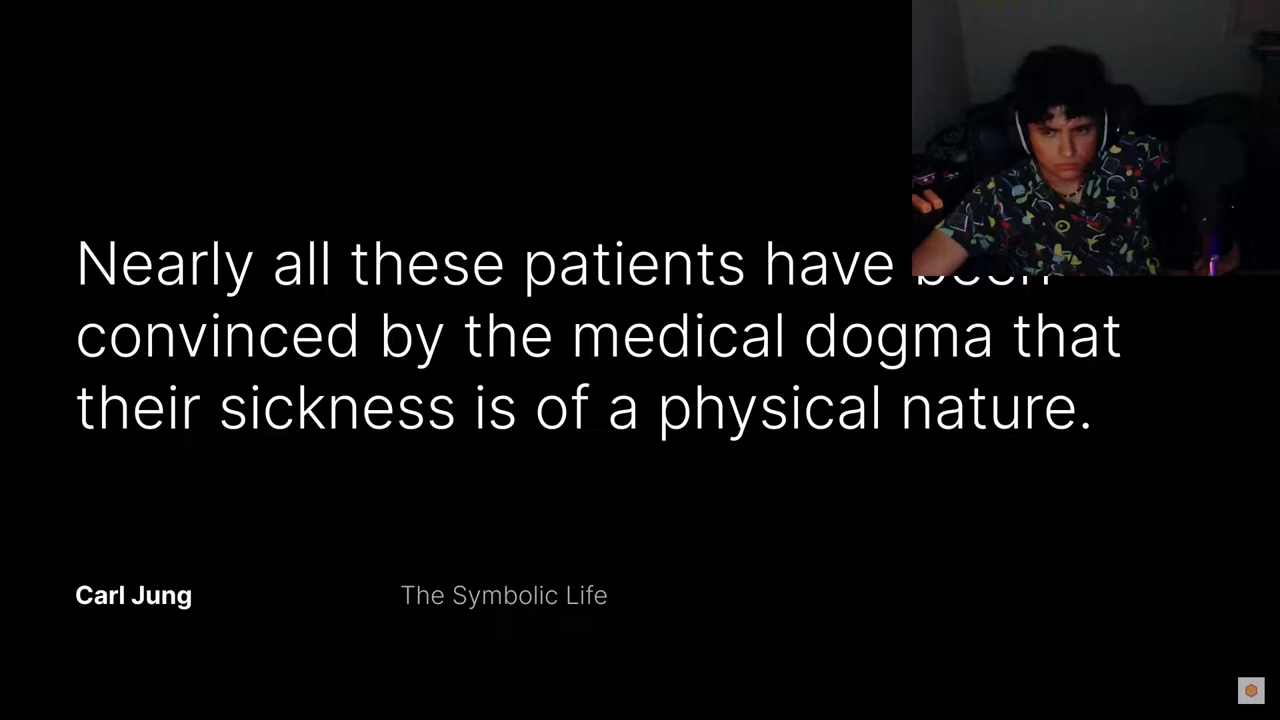 Nearly all these patients have been
convinced by the medical dogma that
their sickness is of a physical nature.
Carl Jung
The Symbolic Life